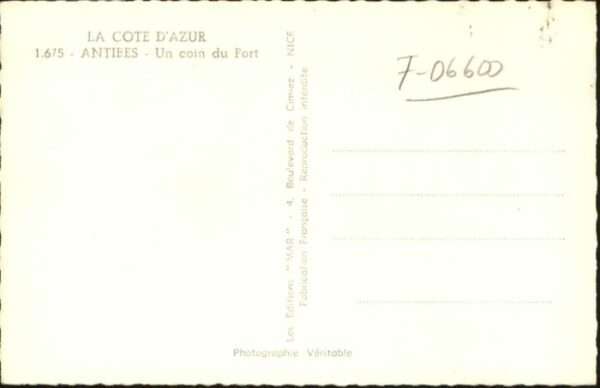 LA COTE D'AZUR
1.675 - ANTIBES - Un coin du Fort
F-06600
Les Editions "MAR" - 4, Boulevard de Cimiez - NICE
Fabrication Française - Reproduction interdite
Photographie Véritable